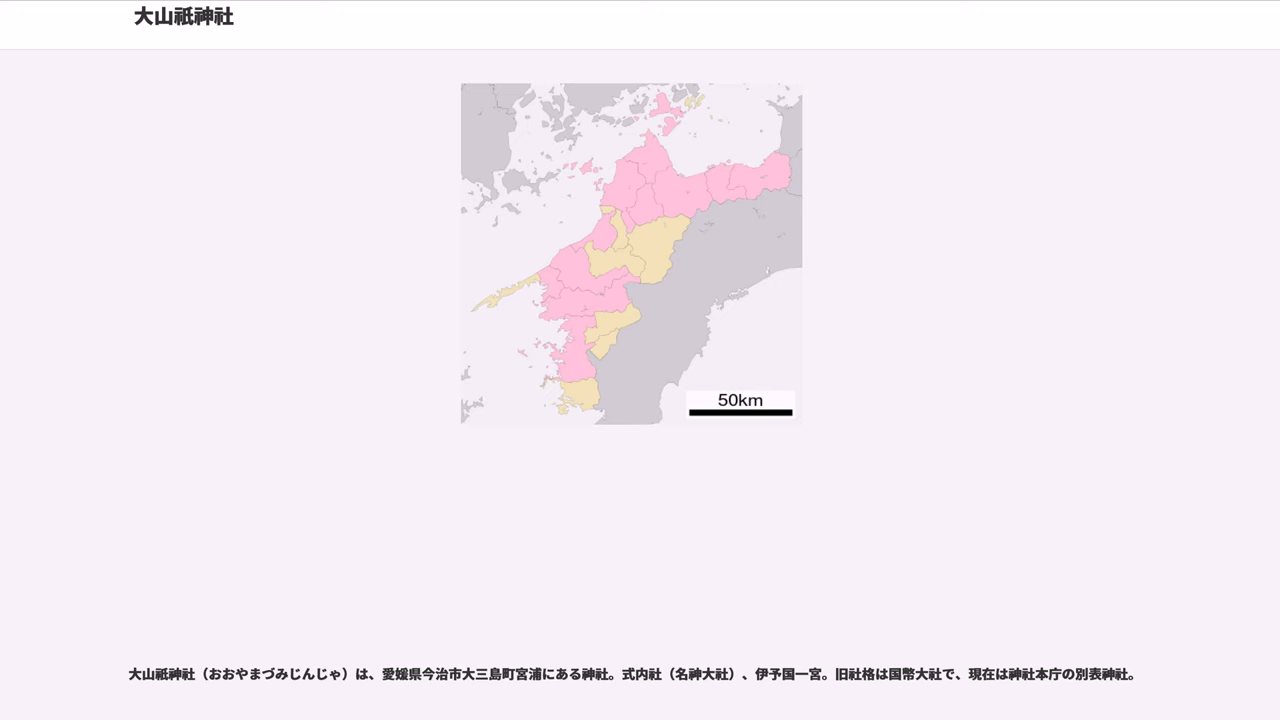 大山祇神社
50km
大山祇神社（おおやまづみじんじゃ）は、愛媛県今治市大三島町宮浦にある神社。式内社（名神大社）、伊予国一宮。旧社格は国幣大社で、現在は神社本庁の別表神社。